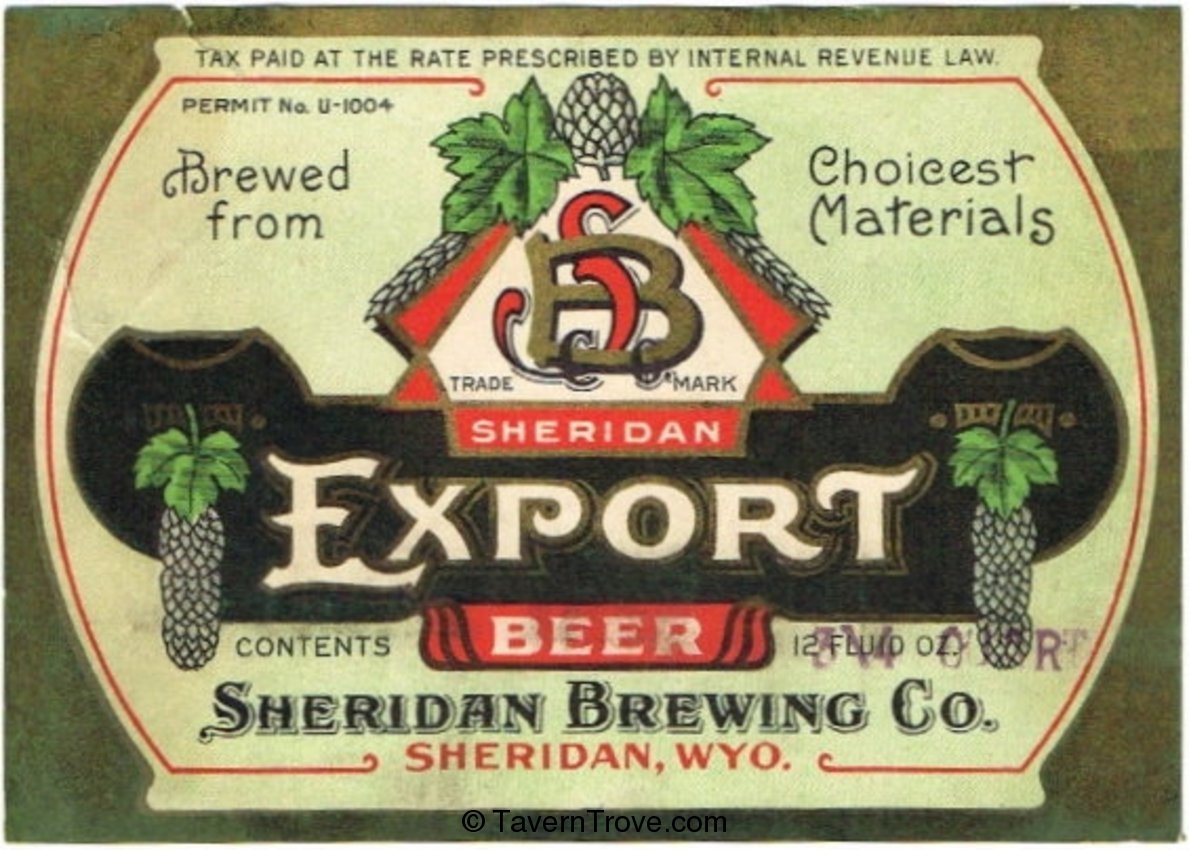 TAX PAID AT THE RATE PRESCRIBED BY INTERNAL REVENUE LAW.
PERMIT No. U-1004
Brewed
from
Choicest
Materials
SB
TRADE MARK
SHERIDAN
EXPORT
BEER
CONTENTS
12 FLUID OZ.
SHERIDAN BREWING CO.
SHERIDAN, WYO.
© TavernTrove.com